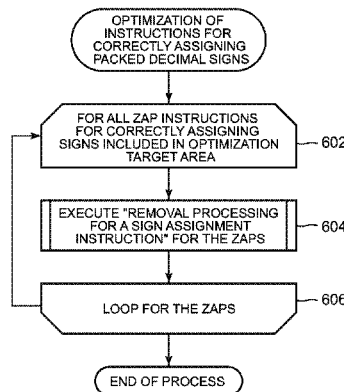 OPTIMIZATION OF
INSTRUCTIONS FOR
CORRECTLY ASSIGNING
PACKED DECIMAL SIGNS
FOR ALL ZAP INSTRUCTIONS
FOR CORRECTLY ASSIGNING
SIGNS INCLUDED IN OPTIMIZATION
TARGET AREA
602
EXECUTE "REMOVAL PROCESSING
FOR A SIGN ASSIGNMENT
INSTRUCTION" FOR THE ZAPS
604
LOOP FOR THE ZAPS
606
END OF PROCESS